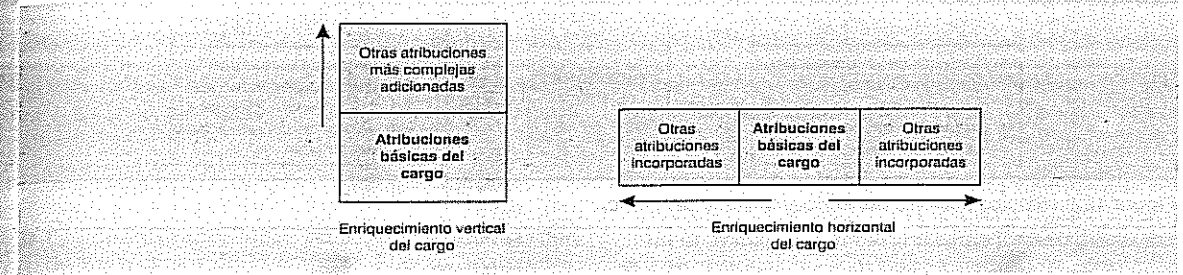 Otras atribuciones
más complejas
adicionadas
Atribuciones
básicas del
cargo
Enriquecimiento vertical
del cargo
Otras
atribuciones
incorporadas
Atribuciones
básicas del
cargo
Otras
atribuciones
incorporadas
Enriquecimiento horizontal
del cargo